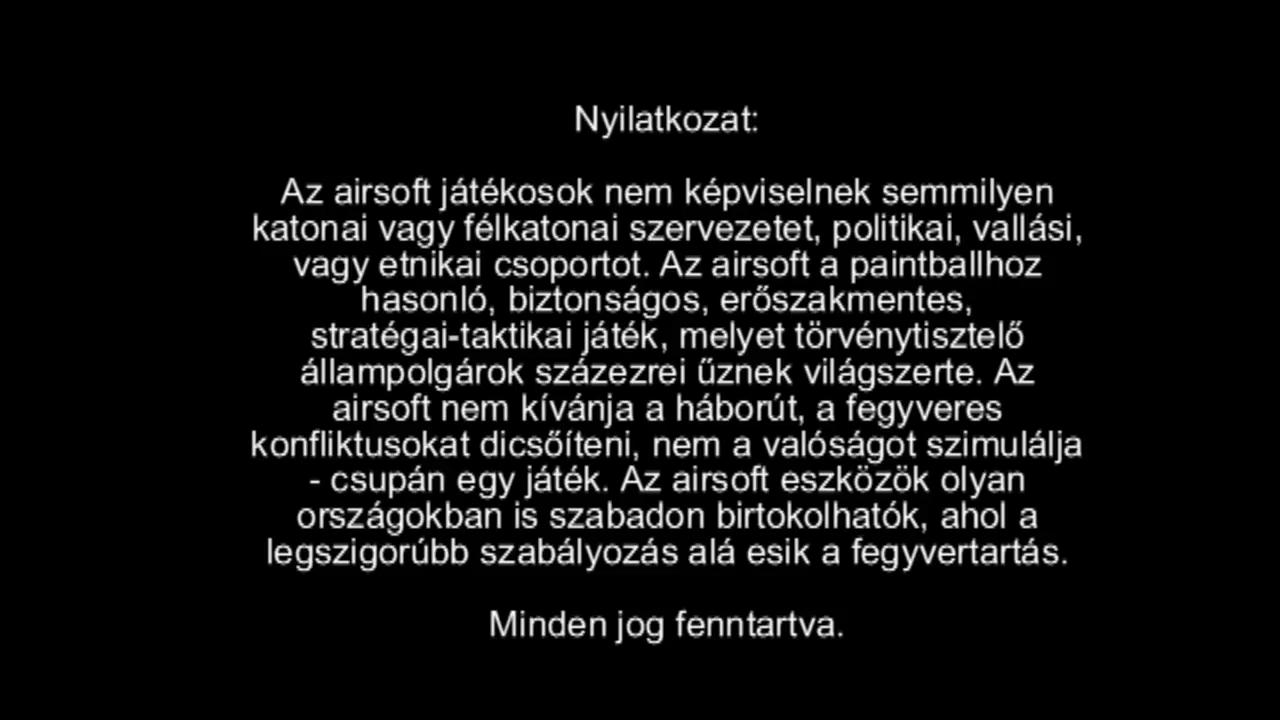 Nyilatkozat:
Az airsoft játékosok nem képviselnek semmilyen
katonai vagy félkatonai szervezetet, politikai, vallási,
vagy etnikai csoportot. Az airsoft a paintballhoz
hasonló, biztonságos, erőszakmentes,
stratégai-taktikai játék, melyet törvénytisztelő
állampolgárok százezrei űznek világszerte. Az
airsoft nem kívánja a háborút, a fegyveres
konfliktusokat dicsőíteni, nem a valóságot szimulálja
- csupán egy játék. Az airsoft eszközök olyan
országokban is szabadon birtokolhatók, ahol a
legszigorúbb szabályozás alá esik a fegyvertartás.
Minden jog fenntartva.